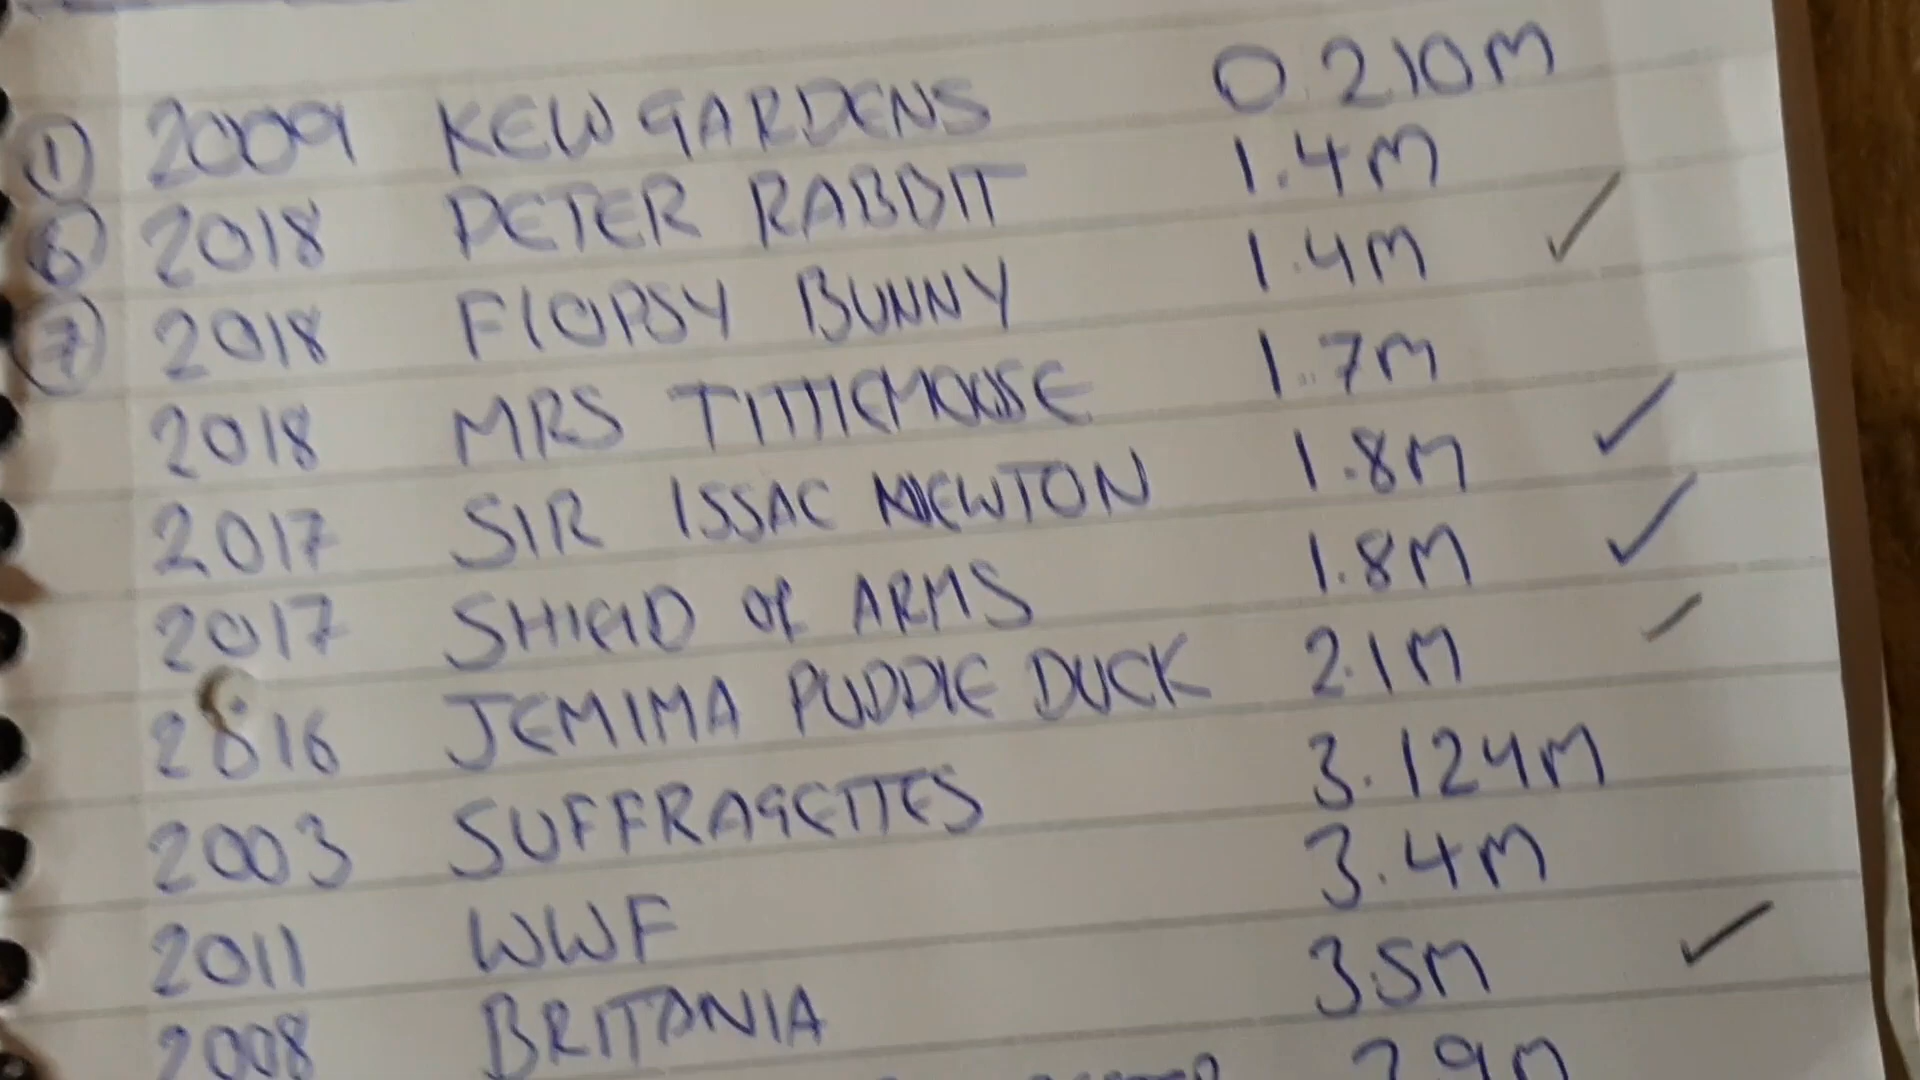 ① 2009 KEW GARDENS 0.210M
⑥ 2018 PETER RABBIT 1.4M
⑦ 2018 FLOPSY BUNNY 1.4M ✓
2018 MRS TITTLEMOUSE 1.7M
2017 SIR ISSAC NEWTON 1.8M ✓
2017 SHIELD OF ARMS 1.8M ✓
2016 JEMIMA PUDDLE DUCK 2.1M ✓
2003 SUFFRAGETTES 3.124M
2011 WWF 3.4M
2008 BRITANIA 3.5M ✓